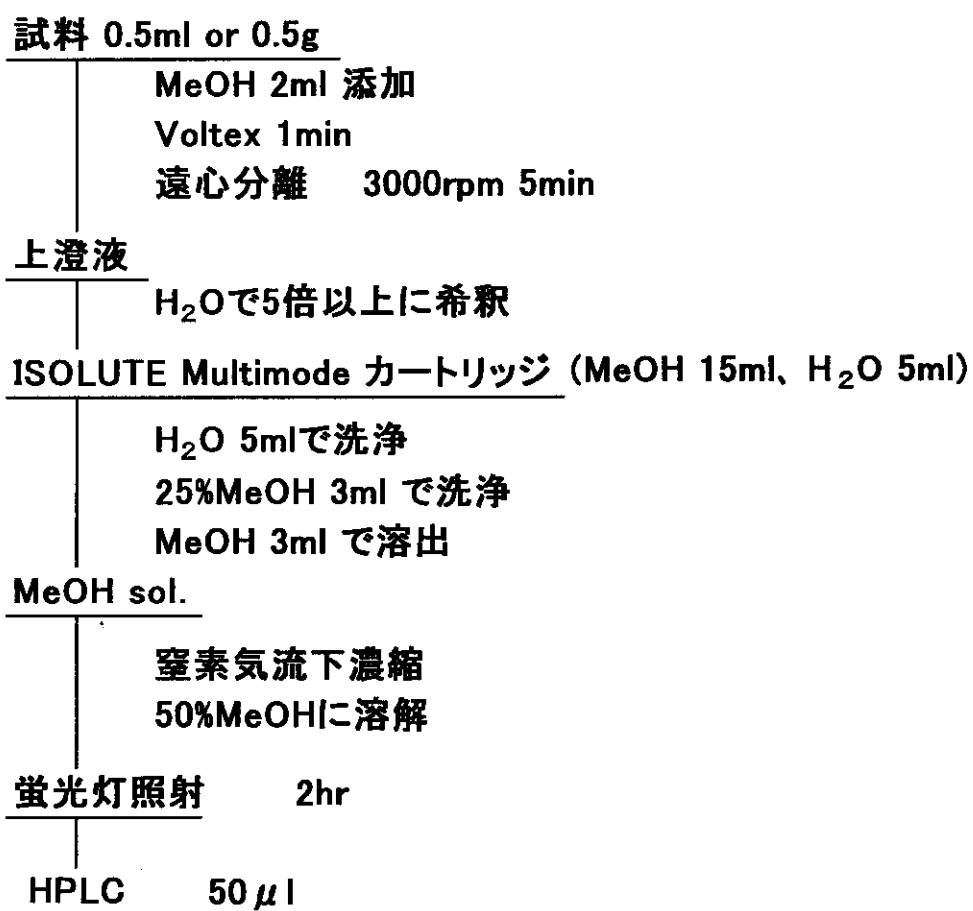 試料 0.5ml or 0.5g
MeOH 2ml 添加
Voltex 1min
遠心分離 3000rpm 5min
上澄液
H₂Oで5倍以上に希釈
ISOLUTE Multimode カートリッジ (MeOH 15ml、H₂O 5ml)
H₂O 5mlで洗浄
25%MeOH 3ml で洗浄
MeOH 3ml で溶出
MeOH sol.
窒素気流下濃縮
50%MeOHに溶解
蛍光灯照射 2hr
HPLC 50μl